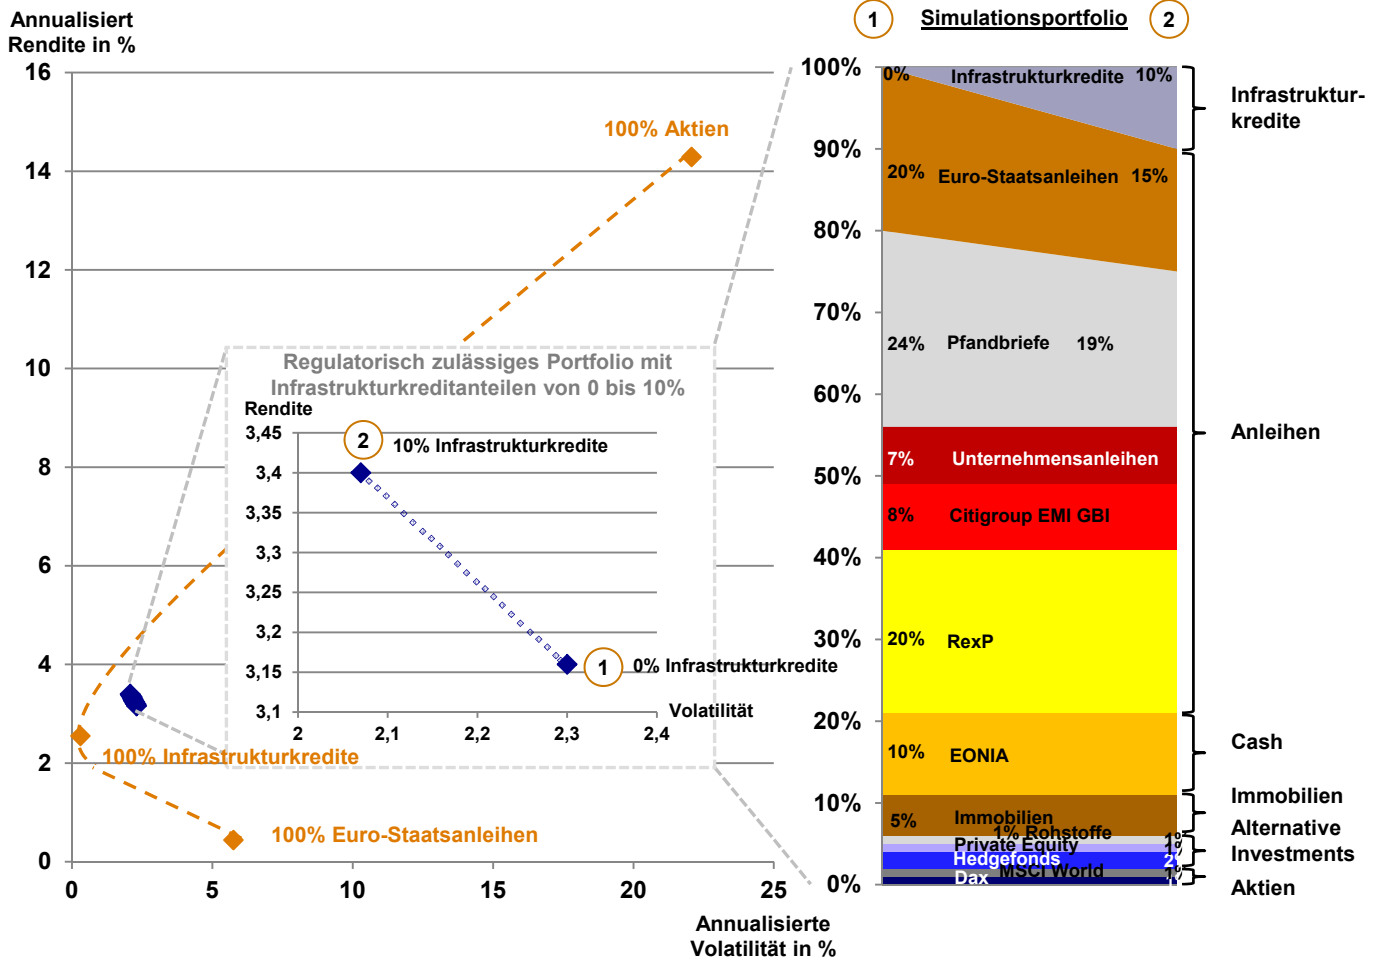 Annualisiert
Rendite in %
16
14
12
10
8
6
4
2
0
0
5
10
15
20
25
Annualisierte
Volatilität in %
100% Aktien
100% Infrastrukturkredite
100% Euro-Staatsanleihen
Regulatorisch zulässiges Portfolio mit
Infrastrukturkreditanteilen von 0 bis 10%
Rendite
3,45
3,4
3,35
3,3
3,25
3,2
3,15
3,1
2
2,1
2,2
2,3
2,4
Volatilität
2
10% Infrastrukturkredite
1
0% Infrastrukturkredite
1
Simulationsportfolio
2
100%
90%
80%
70%
60%
50%
40%
30%
20%
10%
0%
0% Infrastrukturkredite 10%
20% Euro-Staatsanleihen 15%
24% Pfandbriefe 19%
7% Unternehmensanleihen
8% Citigroup EMI GBI
20% RexP
10% EONIA
5% Immobilien
1% Rohstoffe 1%
Private Equity 1%
Hedgefonds 2%
MSCI World 1%
Dax
Infrastruktur-
kredite
Anleihen
Cash
Immobilien
Alternative
Investments
Aktien